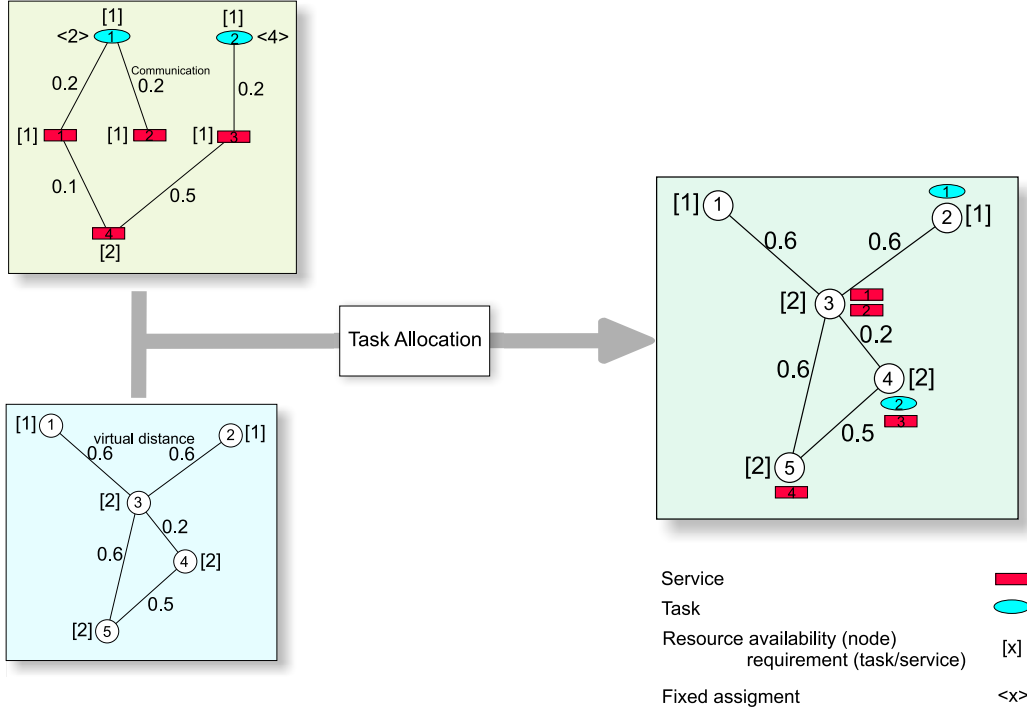 [1] [1]
<2> 1 2 <4>
Communication
0.2 0.2 0.2
[1] 1 [1] 2 [1] 3
0.1 0.5
4
[2]
Task Allocation
[1] 1 virtual distance 2 [1]
0.6 0.6
[2] 3
0.2
0.6 4 [2]
0.5
[2] 5
1
[1] 1 2 [1]
0.6 0.6
[2] 3 1
2
0.2
0.6 4 [2]
2
0.5 3
[2] 5
4
Service
Task
Resource availability (node)
requirement (task/service) [x]
Fixed assigment <x>